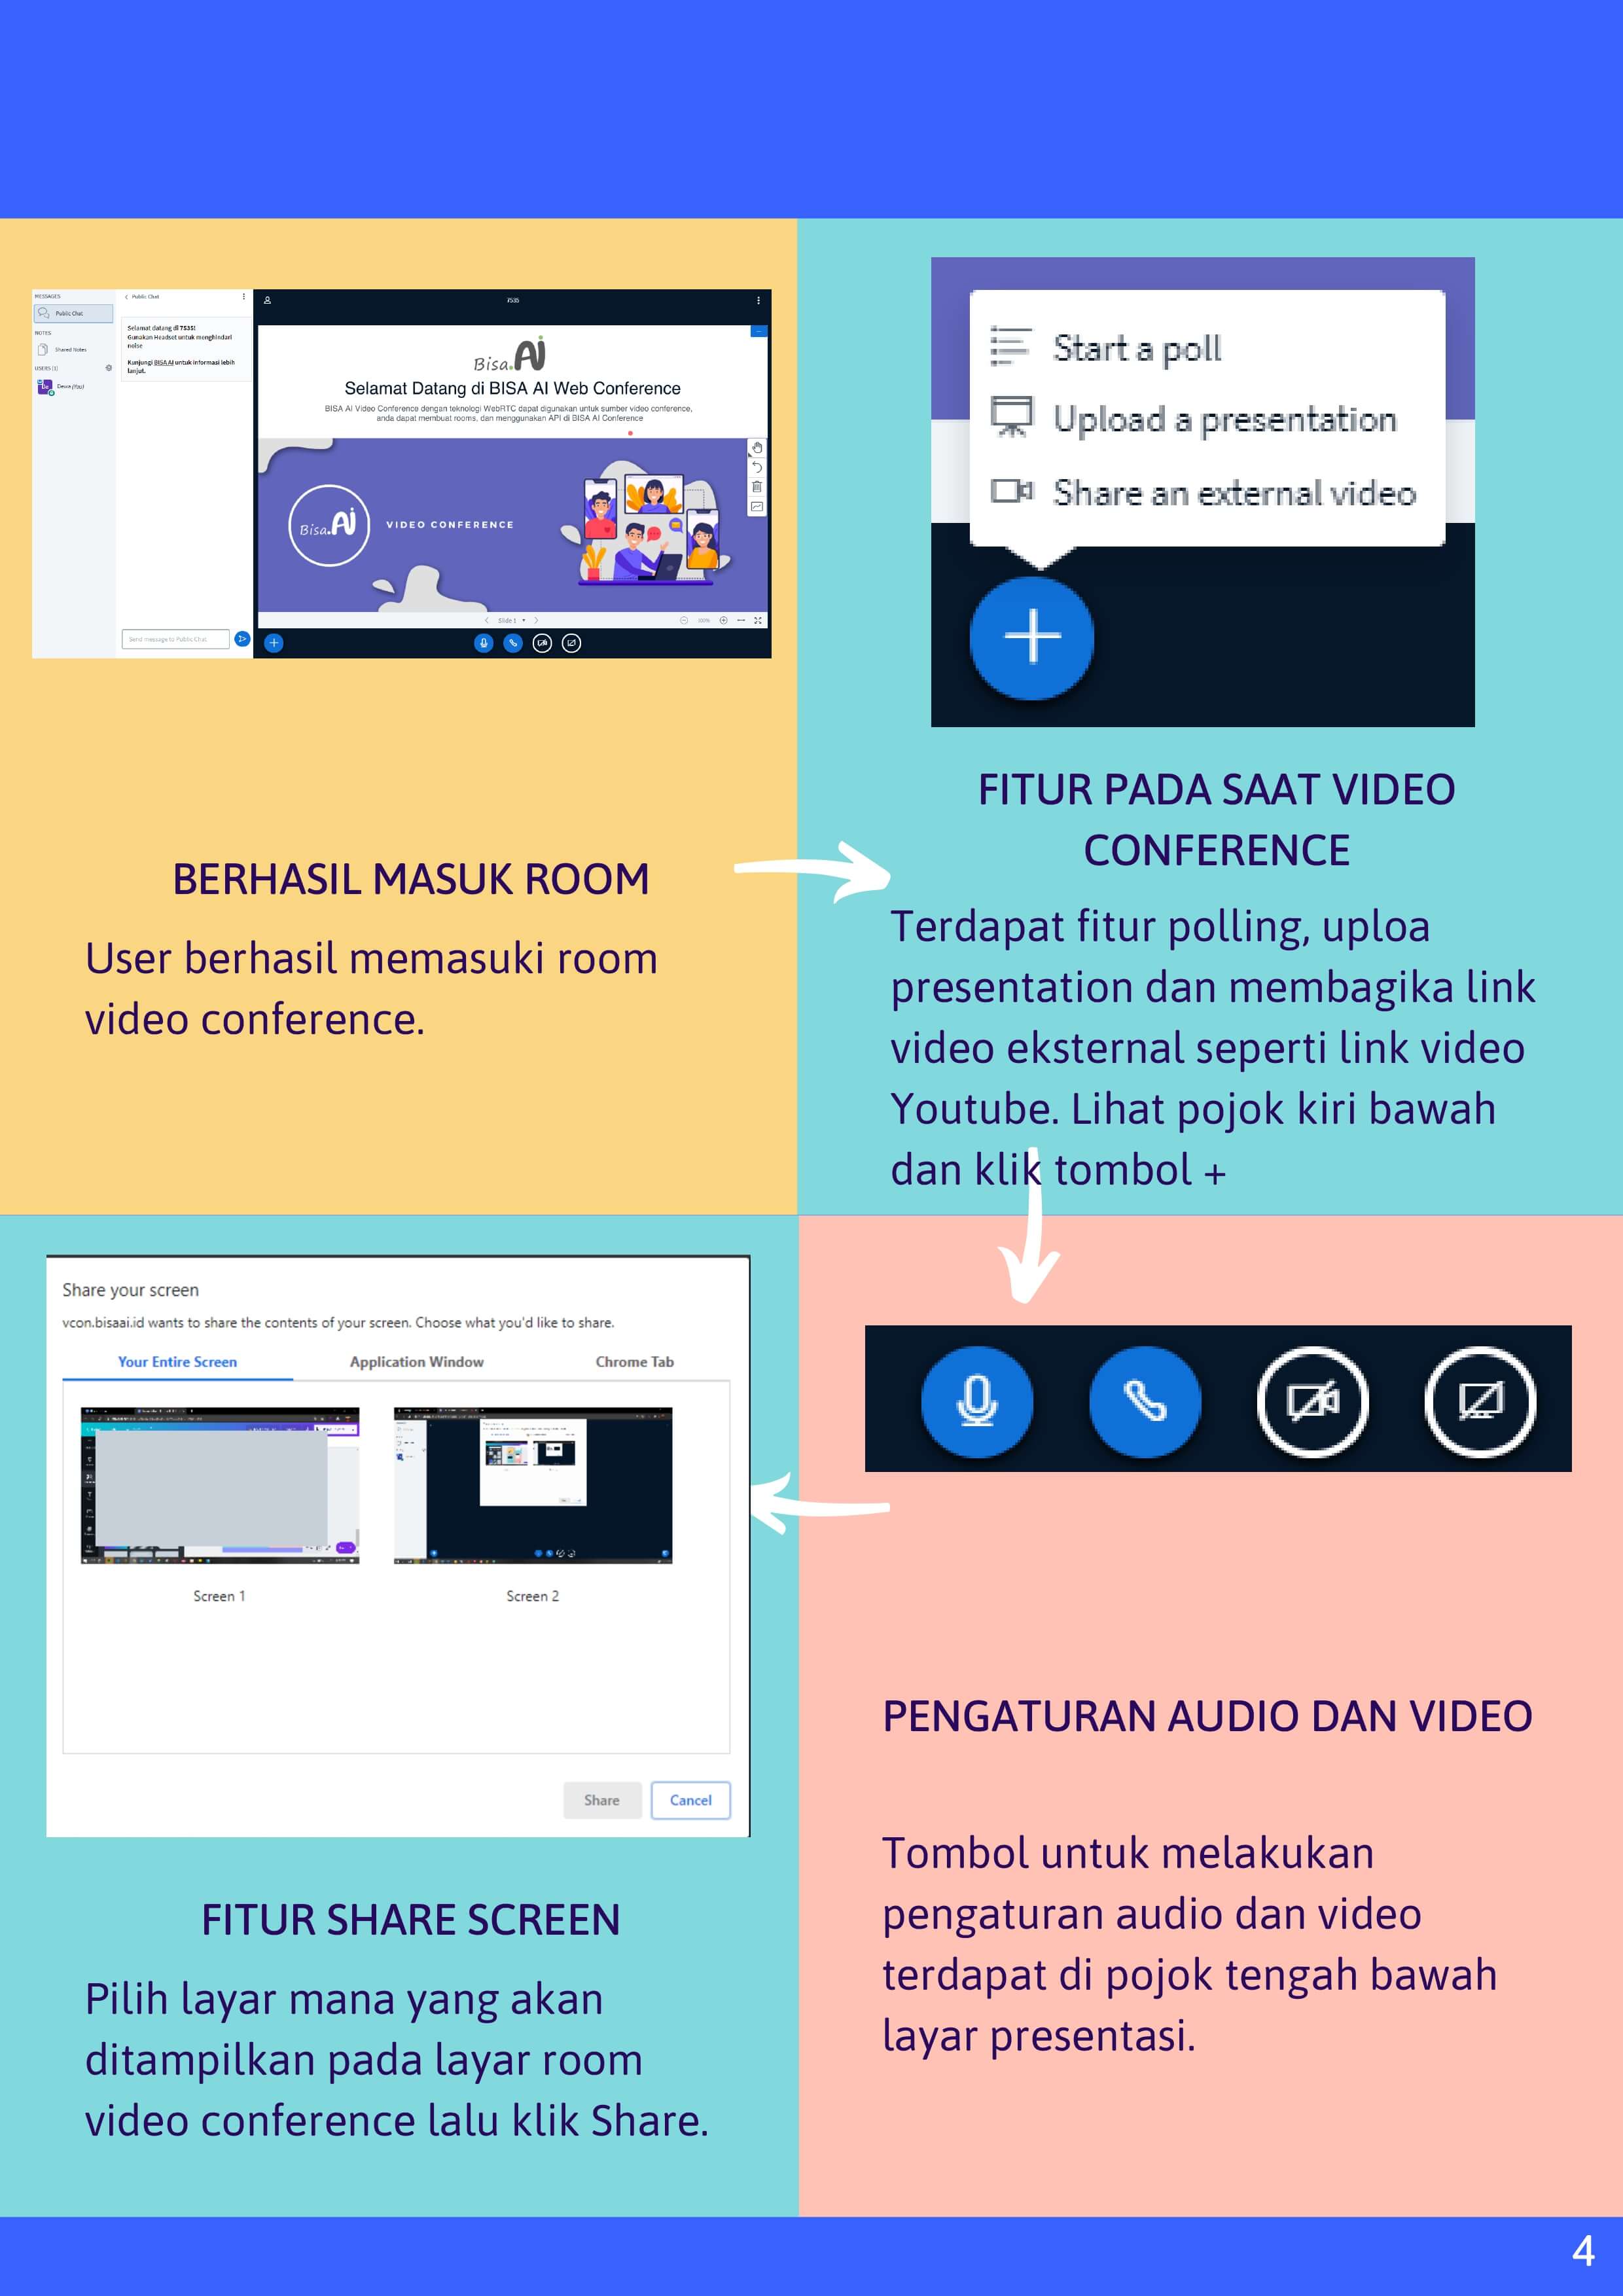 MESSAGES
Public Chat
NOTES
Shared Notes
USERS (1)
De
Dewa (You)
Public Chat
Selamat datang di 7535!
Gunakan Headset untuk menghindari
noise
Kunjungi BISA AI untuk informasi lebih
lanjut.
Send message to Public Chat
7535
Bisa.AI
Selamat Datang di BISA AI Web Conference
BISA AI Video Conference dengan teknologi WebRTC dapat digunakan untuk sumber video conference,
anda dapat membuat rooms, dan menggunakan API di BISA AI Conference
Bisa.AI
VIDEO CONFERENCE
Slide 1
100%
BERHASIL MASUK ROOM
User berhasil memasuki room
video conference.
Start a poll
Upload a presentation
Share an external video
FITUR PADA SAAT VIDEO
CONFERENCE
Terdapat fitur polling, uploa
presentation dan membagika link
video eksternal seperti link video
Youtube. Lihat pojok kiri bawah
dan klik tombol +
PENGATURAN AUDIO DAN VIDEO
Tombol untuk melakukan
pengaturan audio dan video
terdapat di pojok tengah bawah
layar presentasi.
Share your screen
vcon.bisaai.id wants to share the contents of your screen. Choose what you'd like to share.
Your Entire Screen
Application Window
Chrome Tab
Screen 1
Screen 2
Share
Cancel
FITUR SHARE SCREEN
Pilih layar mana yang akan
ditampilkan pada layar room
video conference lalu klik Share.
4